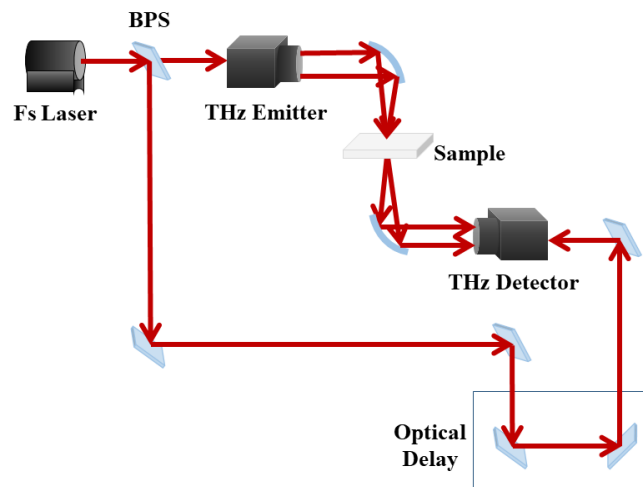 BPS
Fs Laser
THz Emitter
Sample
THz Detector
Optical
Delay